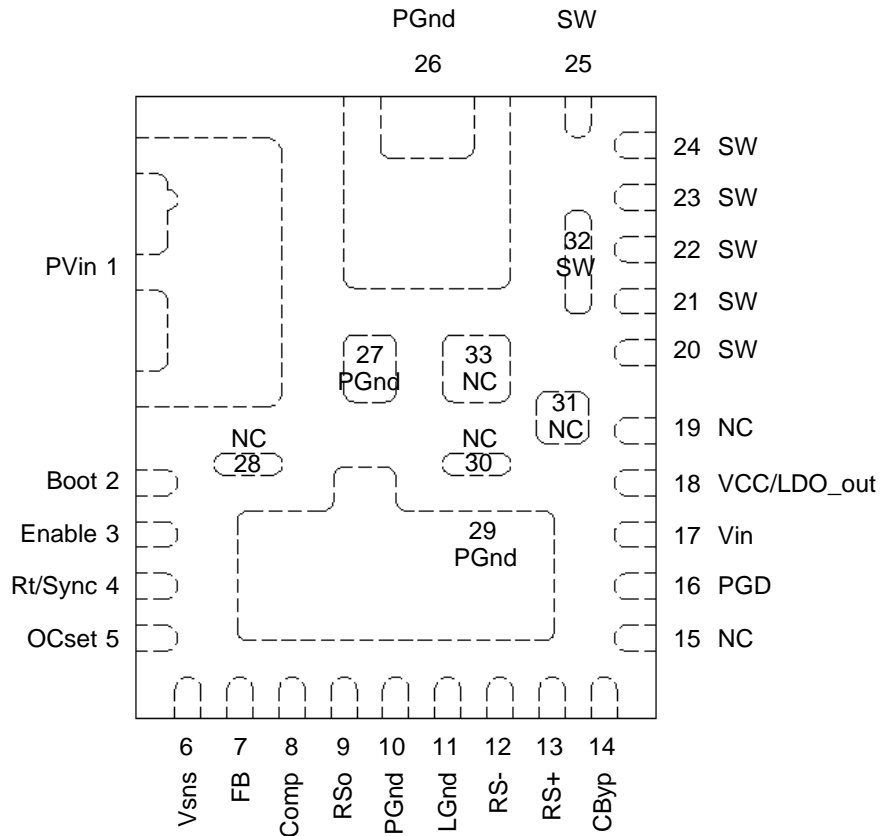 PGnd SW
26 25
24 SW
23 SW
22 SW
32
SW
PVin 1
21 SW
20 SW
27
PGnd
33
NC
31
NC
19 NC
NC
28
NC
30
Boot 2
18 VCC/LDO_out
Enable 3
29
PGnd
17 Vin
Rt/Sync 4
16 PGD
OCset 5
15 NC
6 7 8 9 10 11 12 13 14
Vsns FB Comp RSo PGnd LGnd RS- RS+ CByp